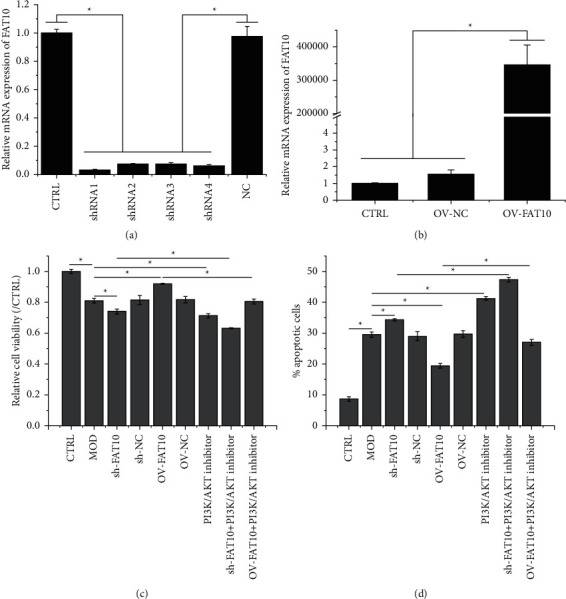 Relative mRNA expression of FAT10
1.0
0.8
0.6
0.4
0.2
0.0
*
*
CTRL
shRNA1
shRNA2
shRNA3
shRNA4
NC
(a)
Relative mRNA expression of FAT10
400000
300000
200000
4
3
2
1
0
*
CTRL
OV-NC
OV-FAT10
(b)
Relative cell viability (/CTRL)
1.0
0.8
0.6
0.4
0.2
0.0
*
*
*
*
*
*
CTRL
MOD
sh-FAT10
sh-NC
OV-FAT10
OV-NC
PI3K/AKT inhibitor
sh-FAT10+PI3K/AKT inhibitor
OV-FAT10+PI3K/AKT inhibitor
(c)
% apoptotic cells
50
40
30
20
10
0
*
*
*
*
*
*
CTRL
MOD
sh-FAT10
sh-NC
OV-FAT10
OV-NC
PI3K/AKT inhibitor
sh-FAT10+PI3K/AKT inhibitor
OV-FAT10+PI3K/AKT inhibitor
(d)